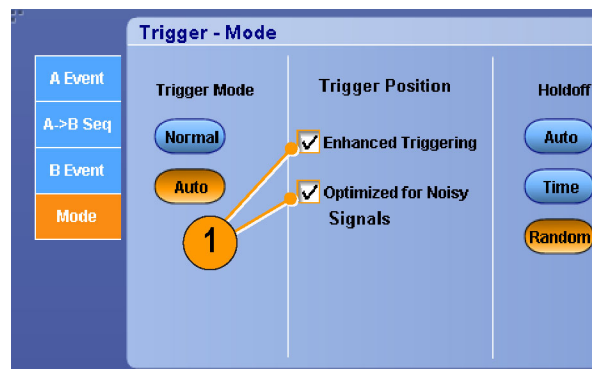 Trigger - Mode
A Event
A->B Seq
B Event
Mode
Trigger Mode
Normal
Auto
1
Trigger Position
Enhanced Triggering
Optimized for Noisy
Signals
Holdoff
Auto
Time
Random